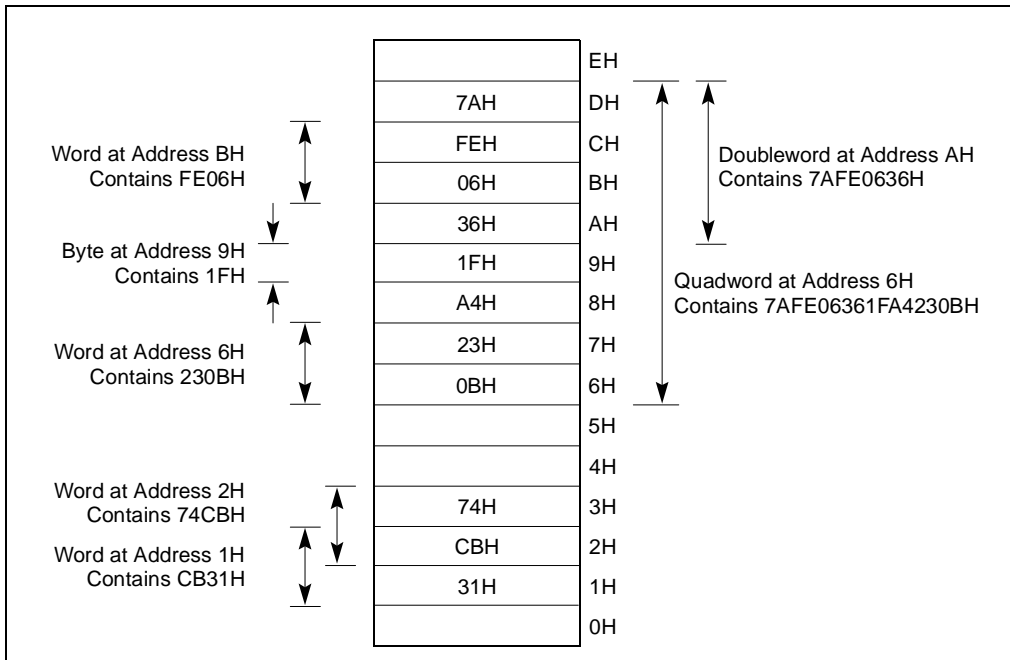 EH
7AH DH
Word at Address BH
Contains FE06H
FEH CH
06H BH
Doubleword at Address AH
Contains 7AFE0636H
36H AH
Byte at Address 9H
Contains 1FH
1FH 9H
A4H 8H
Quadword at Address 6H
Contains 7AFE06361FA4230BH
Word at Address 6H
Contains 230BH
23H 7H
0BH 6H
5H
4H
Word at Address 2H
Contains 74CBH
74H 3H
CBH 2H
Word at Address 1H
Contains CB31H
31H 1H
0H